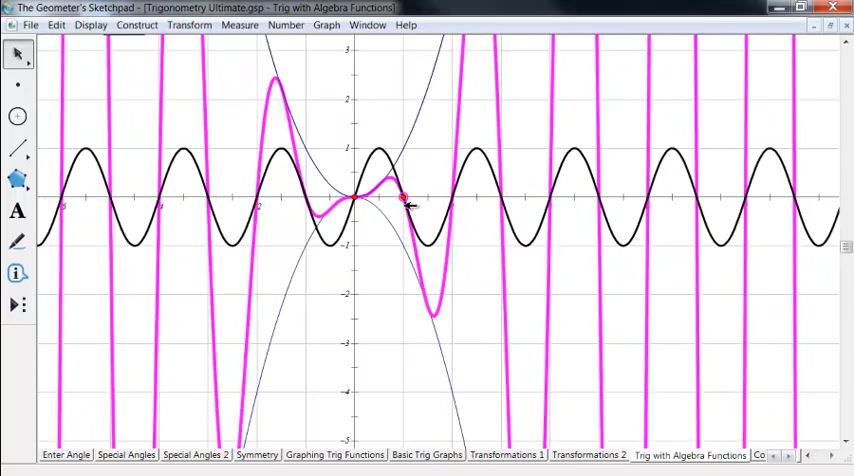 The Geometer's Sketchpad - [Trigonometry Ultimate.gsp - Trig with Algebra Functions]
File Edit Display Construct Transform Measure Number Graph Window Help
3
2
1
-1
-2
-3
-4
-5
A
Enter Angle Special Angles Special Angles 2 Symmetry Graphing Trig Functions Basic Trig Graphs Transformations 1 Transformations 2 Trig with Algebra Functions Co